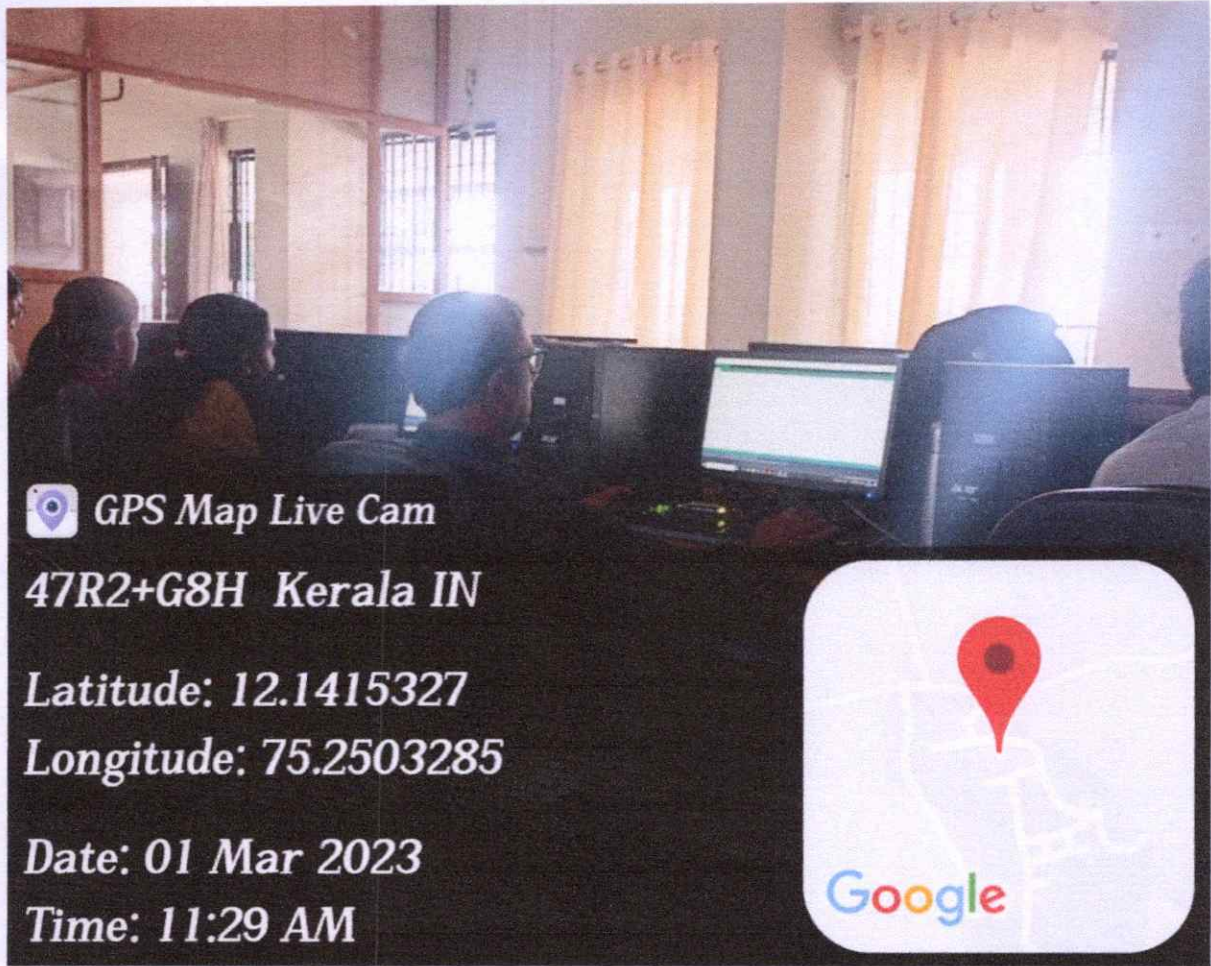 GPS Map Live Cam
47R2+G8H Kerala IN
Latitude: 12.1415327
Longitude: 75.2503285
Date: 01 Mar 2023
Time: 11:29 AM
Google